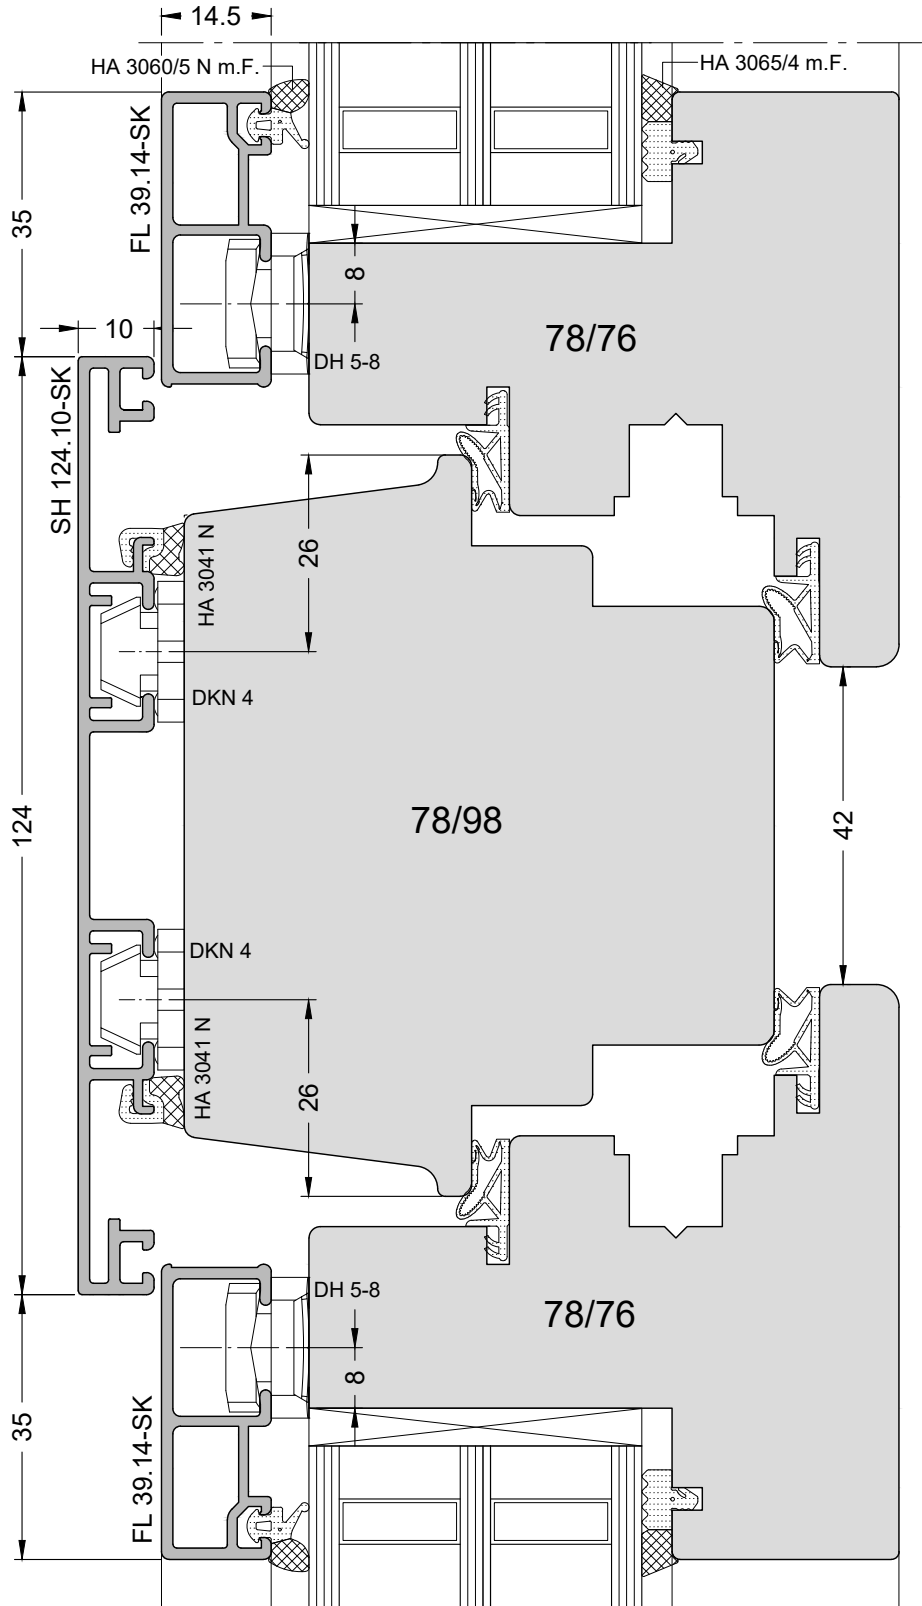 14.5
HA 3060/5 N m.F.
HA 3065/4 m.F.
FL 39.14-SK
35
8
10
78/76
DH 5-8
SH 124.10-SK
26
HA 3041 N
DKN 4
124
78/98
42
DKN 4
HA 3041 N
26
DH 5-8
78/76
8
35
FL 39.14-SK